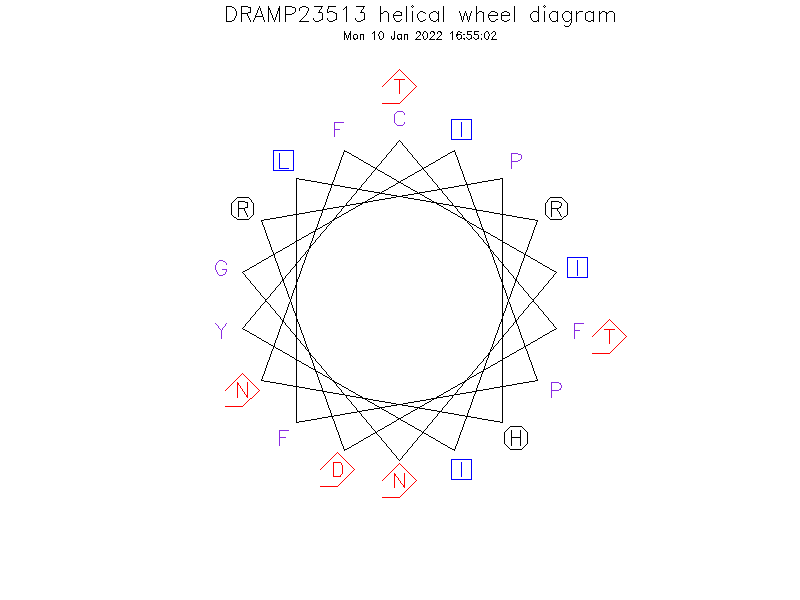 DRAMP23513 helical wheel diagram
Mon 10 Jan 2022 16:55:02
T
C
F
I
L
P
R
R
G
I
Y
F T
N
P
F
H
D
N
I